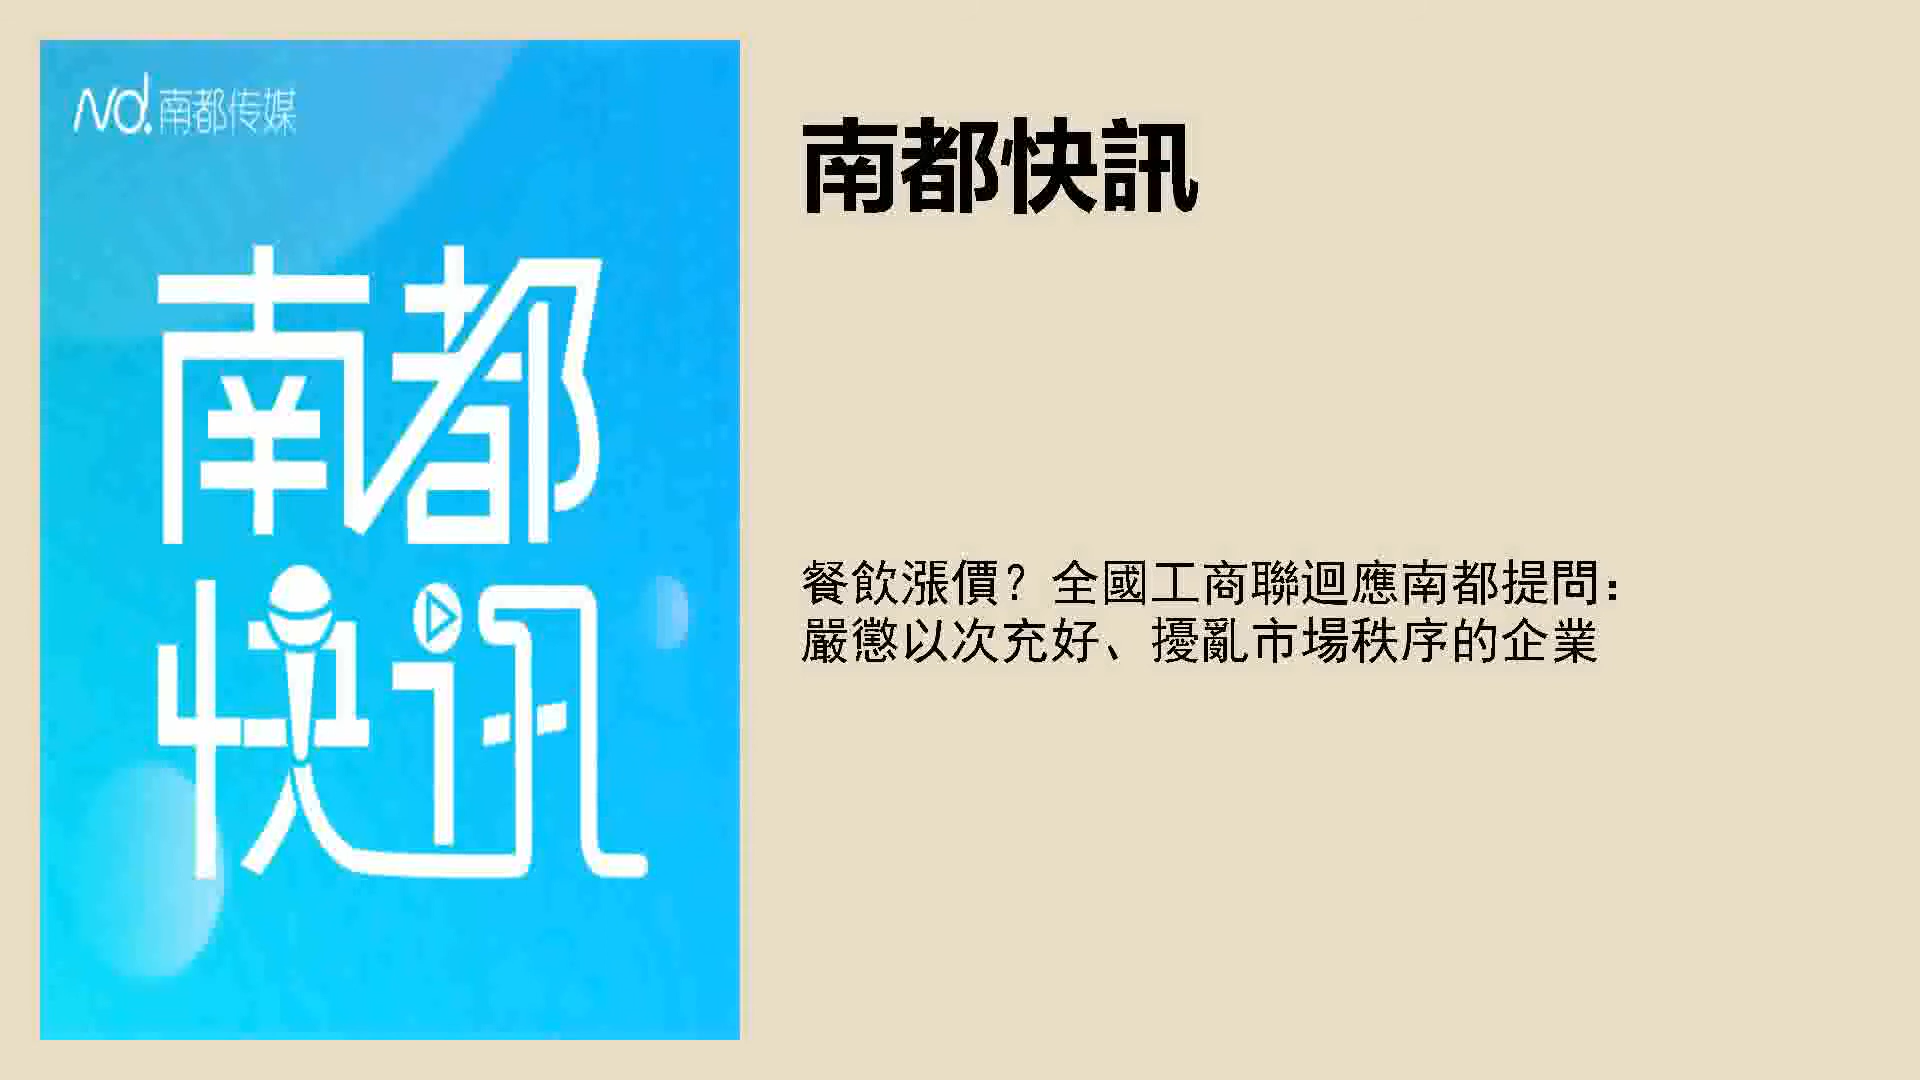 Nd.南都传媒
南都
快讯
南都快訊
餐飲漲價？全國工商聯迴應南都提問：
嚴懲以次充好、擾亂市場秩序的企業